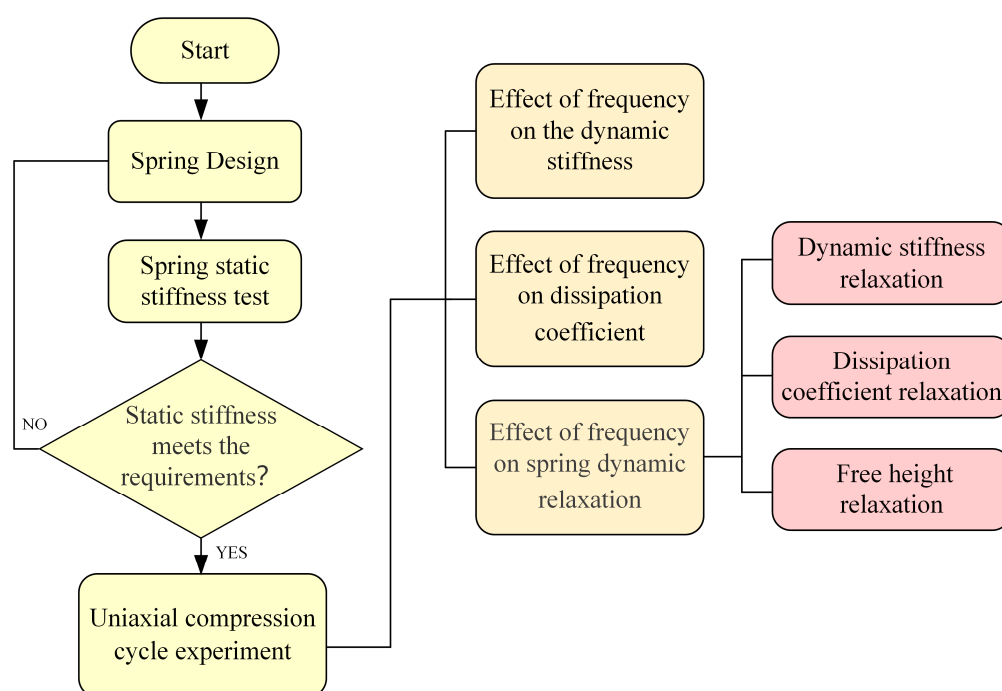 Start
Spring Design
Spring static
stiffness test
Static stiffness
meets the
requirements?
NO
YES
Uniaxial compression
cycle experiment
Effect of frequency
on the dynamic
stiffness
Effect of frequency
on dissipation
coefficient
Effect of frequency
on spring dynamic
relaxation
Dynamic stiffness
relaxation
Dissipation
coefficient relaxation
Free height
relaxation